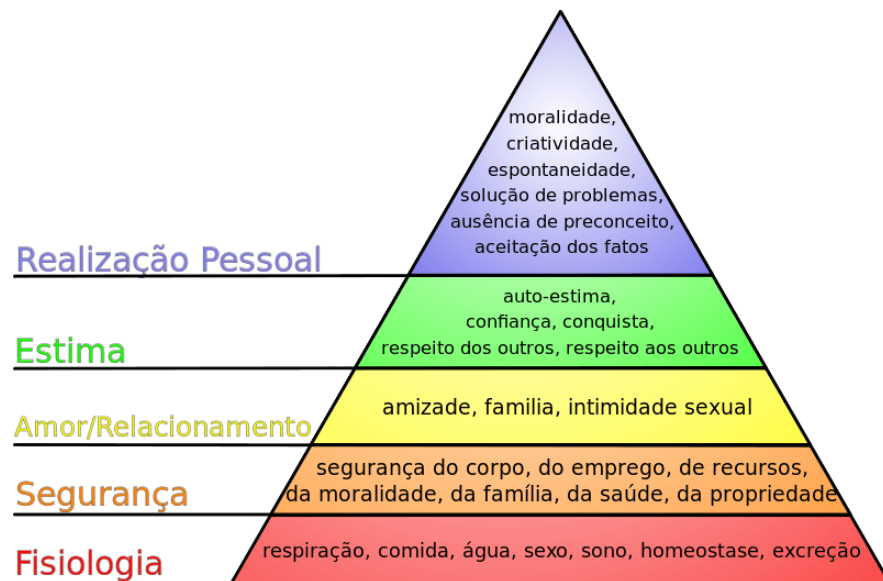 moralidade,
criatividade,
espontaneidade,
solução de problemas,
ausência de preconceito,
aceitação dos fatos
Realização Pessoal
auto-estima,
confiança, conquista,
respeito dos outros, respeito aos outros
Estima
amizade, familia, intimidade sexual
Amor/Relacionamento
segurança do corpo, do emprego, de recursos,
da moralidade, da família, da saúde, da propriedade
Segurança
respiração, comida, água, sexo, sono, homeostase, excreção
Fisiologia